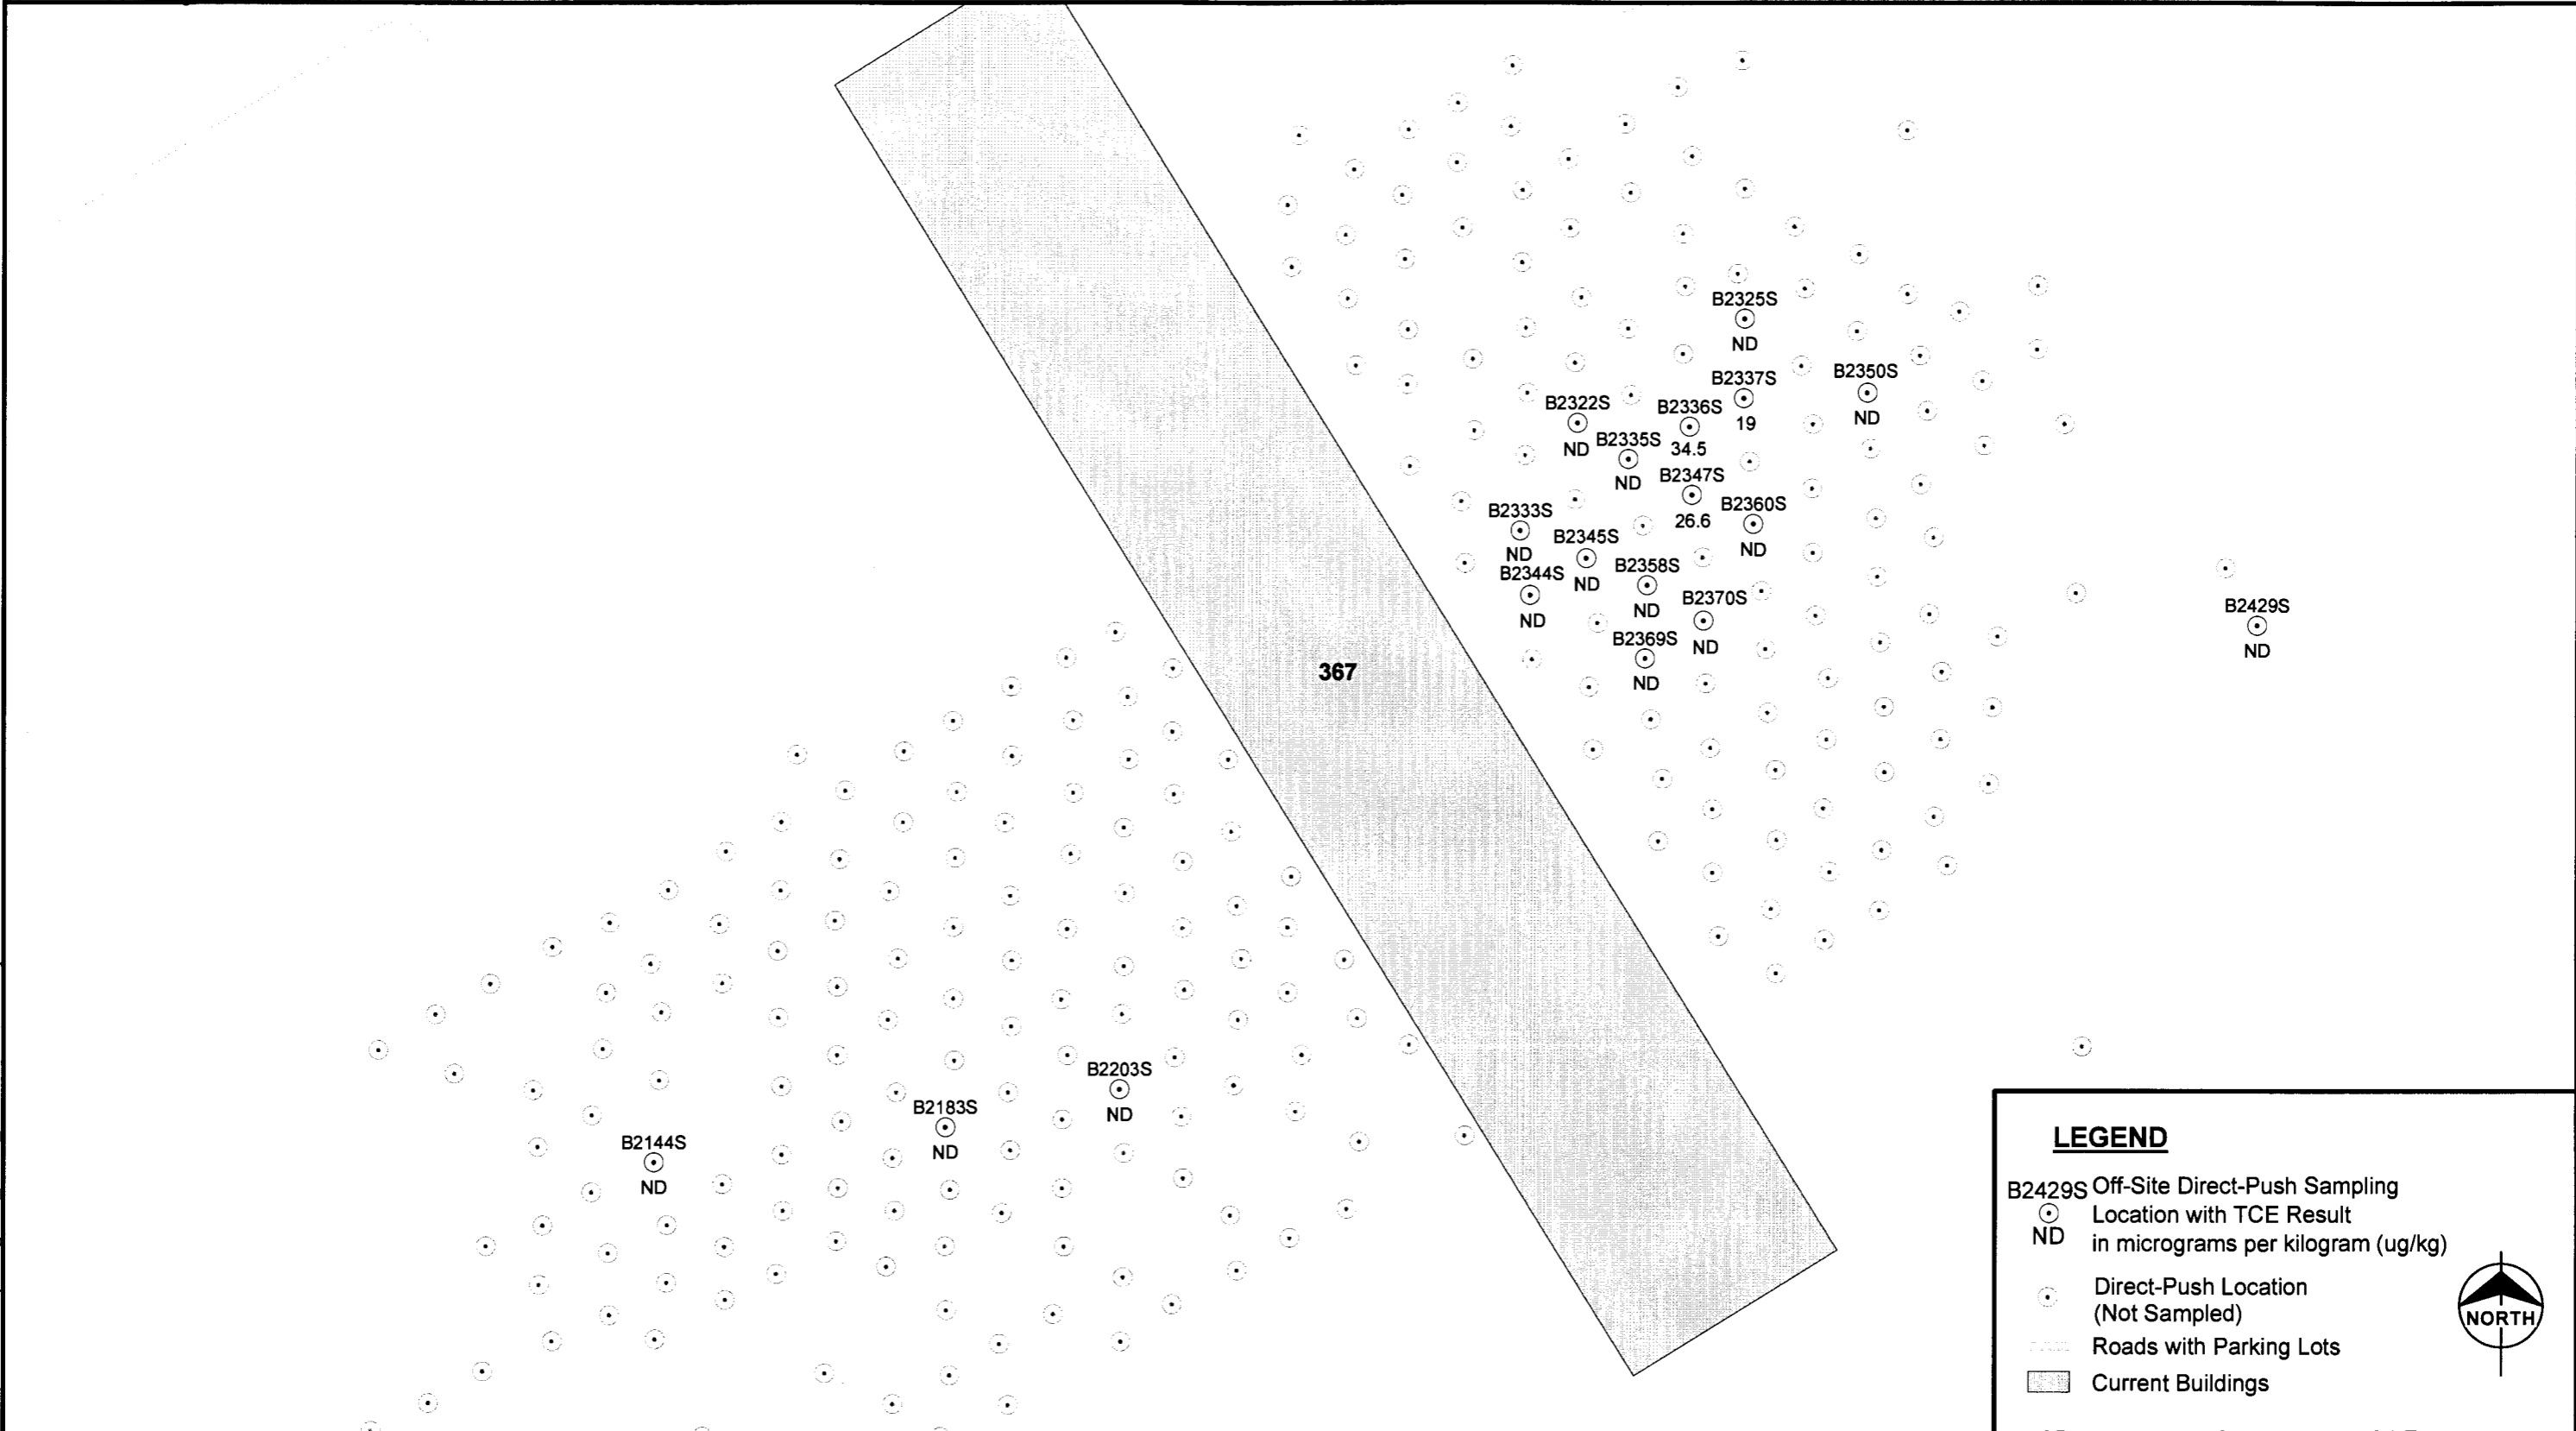 B2325S
ND
B2337S
19
B2350S
ND
B2322S
ND
B2336S
34.5
B2335S
ND
B2347S
26.6
B2333S
ND
B2360S
ND
B2345S
ND
B2344S
ND
B2358S
ND
B2370S
ND
B2369S
ND
B2429S
ND
367
B2203S
ND
B2183S
ND
B2144S
ND
LEGEND
B2429S Off-Site Direct-Push Sampling
Location with TCE Result
ND in micrograms per kilogram (ug/kg)
Direct-Push Location
(Not Sampled)
NORTH
Roads with Parking Lots
Current Buildings